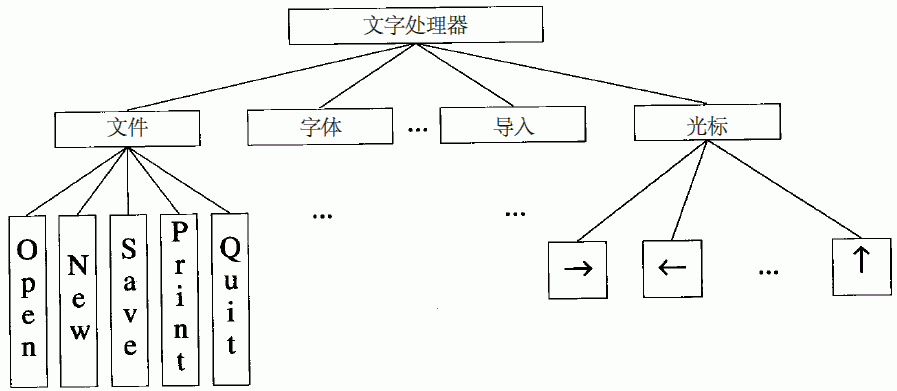 文字处理器
文件
字体
...
导入
光标
...
...
Open
New
Save
Print
Quit
→
←
...
↑